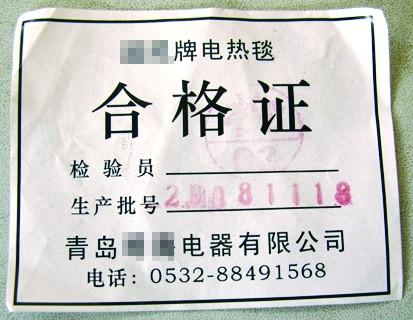 牌电热毯
合格证
检验员
生产批号 20081118
青岛 电器有限公司
电话：0532-88491568